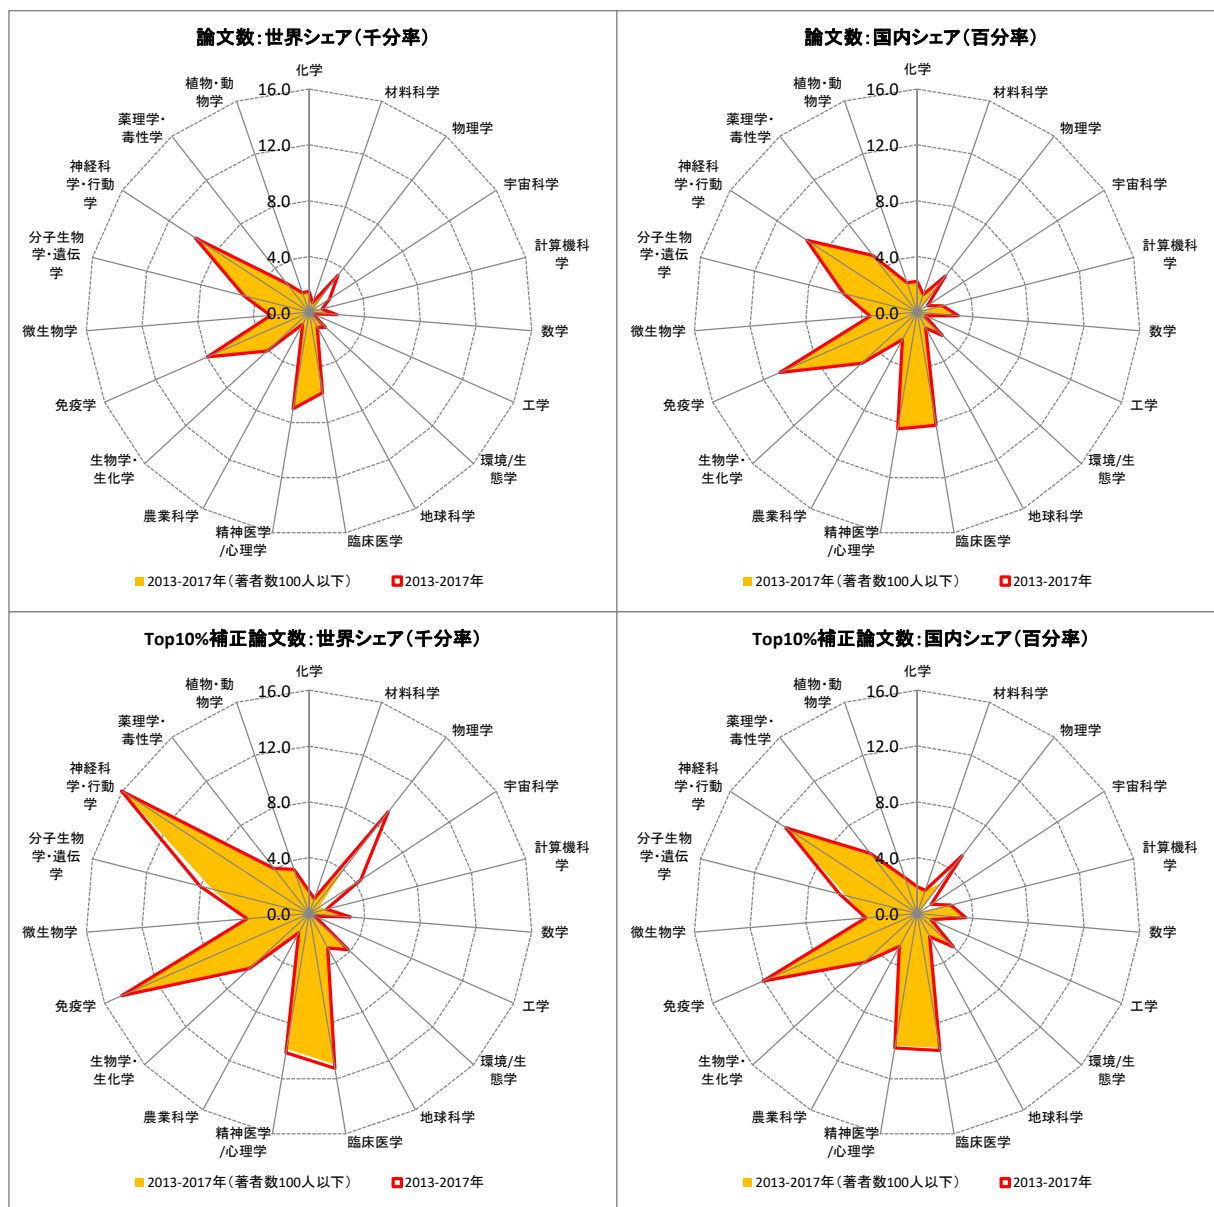 論文数：世界シェア（千分率）
化学
材料科学
物理学
宇宙科学
計算機科
学
数学
工学
環境/生
態学
地球科学
臨床医学
精神医学
/心理学
農業科学
生物学・
生化学
免疫学
微生物学
分子生物
学・遺伝
学
神経科
学・行動
学
薬理学・
毒性学
植物・動
物学
16.0
12.0
8.0
4.0
0.0
2013-2017年（著者数100人以下）
2013-2017年
論文数：国内シェア（百分率）
化学
材料科学
物理学
宇宙科学
計算機科
学
数学
工学
環境/生
態学
地球科学
臨床医学
精神医学
/心理学
農業科学
生物学・
生化学
免疫学
微生物学
分子生物
学・遺伝
学
神経科
学・行動
学
薬理学・
毒性学
植物・動
物学
16.0
12.0
8.0
4.0
0.0
2013-2017年（著者数100人以下）
2013-2017年
Top10%補正論文数：世界シェア（千分率）
化学
材料科学
物理学
宇宙科学
計算機科
学
数学
工学
環境/生
態学
地球科学
臨床医学
精神医学
/心理学
農業科学
生物学・
生化学
免疫学
微生物学
分子生物
学・遺伝
学
神経科
学・行動
学
薬理学・
毒性学
植物・動
物学
16.0
12.0
8.0
4.0
0.0
2013-2017年（著者数100人以下）
2013-2017年
Top10%補正論文数：国内シェア（百分率）
化学
材料科学
物理学
宇宙科学
計算機科
学
数学
工学
環境/生
態学
地球科学
臨床医学
精神医学
/心理学
農業科学
生物学・
生化学
免疫学
微生物学
分子生物
学・遺伝
学
神経科
学・行動
学
薬理学・
毒性学
植物・動
物学
16.0
12.0
8.0
4.0
0.0
2013-2017年（著者数100人以下）
2013-2017年